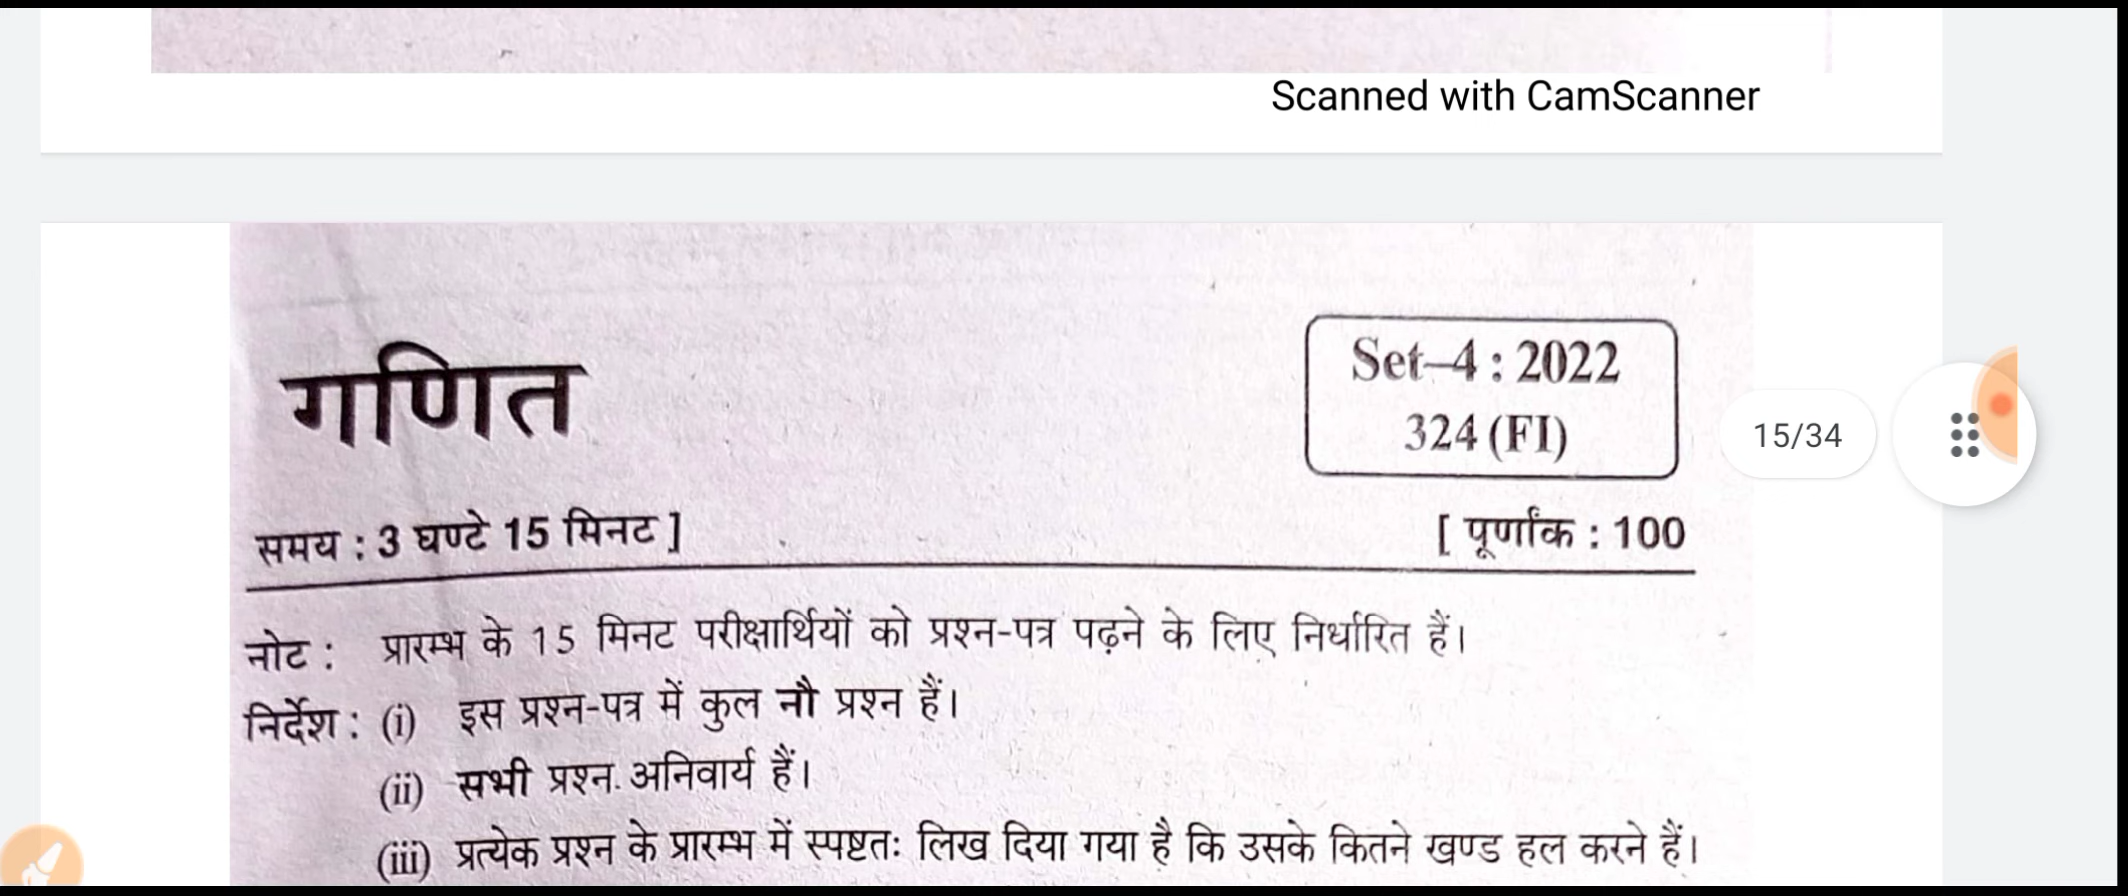 Scanned with CamScanner
गणित
Set–4 : 2022
324 (FI)
15/34
समय : 3 घण्टे 15 मिनट ]
[ पूर्णांक : 100
नोट : प्रारम्भ के 15 मिनट परीक्षार्थियों को प्रश्न-पत्र पढ़ने के लिए निर्धारित हैं।
निर्देश : (i) इस प्रश्न-पत्र में कुल नौ प्रश्न हैं।
(ii) सभी प्रश्न अनिवार्य हैं।
(iii) प्रत्येक प्रश्न के प्रारम्भ में स्पष्टतः लिख दिया गया है कि उसके कितने खण्ड हल करने हैं।